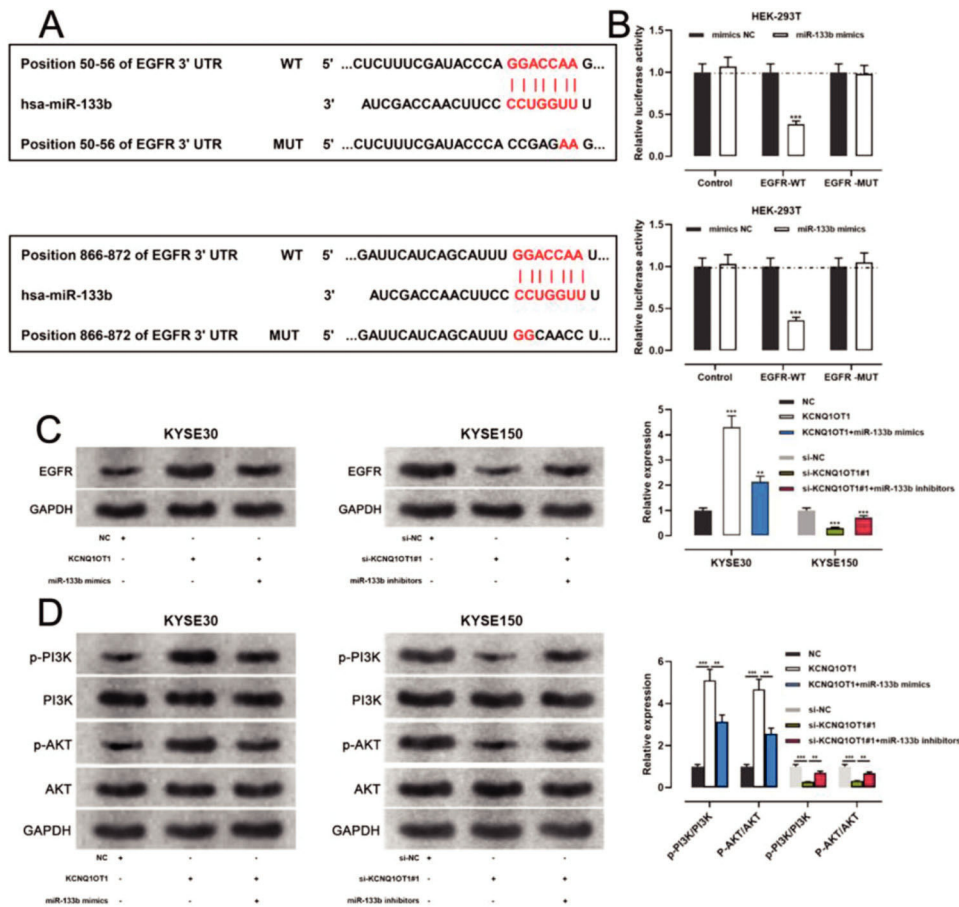 A
Position 50-56 of EGFR 3' UTR WT 5' ...CUCUUUCGAUACCCA GGACCAA G...
hsa-miR-133b 3' AUCGACCAACUUCC CCUGGUU U
Position 50-56 of EGFR 3' UTR MUT 5' ...CUCUUUCGAUACCCA CCGAGAA G...
Position 866-872 of EGFR 3' UTR WT 5' ...GAUUCAUCAGCAUUU GGACCAA U...
hsa-miR-133b 3' AUCGACCAACUUCC CCUGGUU U
Position 866-872 of EGFR 3' UTR MUT 5' ...GAUUCAUCAGCAUUU GGCAACC U...
B
HEK-293T
mimics NC miR-133b mimics
Relative luciferase activity
1.5
1.0
0.5
0.0
***
Control EGFR-WT EGFR -MUT
HEK-293T
mimics NC miR-133b mimics
Relative luciferase activity
1.5
1.0
0.5
0.0
***
Control EGFR-WT EGFR -MUT
C
KYSE30 KYSE150
EGFR EGFR
GAPDH GAPDH
NC + - - si-NC + - -
KCNQ1OT1 - + + si-KCNQ1OT1#1 - + +
miR-133b mimics - - + miR-133b inhibitors - - +
Relative expression
5
4
3
2
1
0
*** ** *** ***
KYSE30 KYSE150
NC
KCNQ1OT1
KCNQ1OT1+miR-133b mimics
si-NC
si-KCNQ1OT1#1
si-KCNQ1OT1#1+miR-133b inhibitors
D
KYSE30 KYSE150
p-PI3K p-PI3K
PI3K PI3K
p-AKT p-AKT
AKT AKT
GAPDH GAPDH
NC + - - si-NC + - -
KCNQ1OT1 - + + si-KCNQ1OT1#1 - + +
miR-133b mimics - - + miR-133b inhibitors - - +
Relative expression
6
4
2
0
*** ** *** ** *** ** *** **
p-PI3K/PI3K P-AKT/AKT p-PI3K/PI3K P-AKT/AKT
NC
KCNQ1OT1
KCNQ1OT1+miR-133b mimics
si-NC
si-KCNQ1OT1#1
si-KCNQ1OT1#1+miR-133b inhibitors